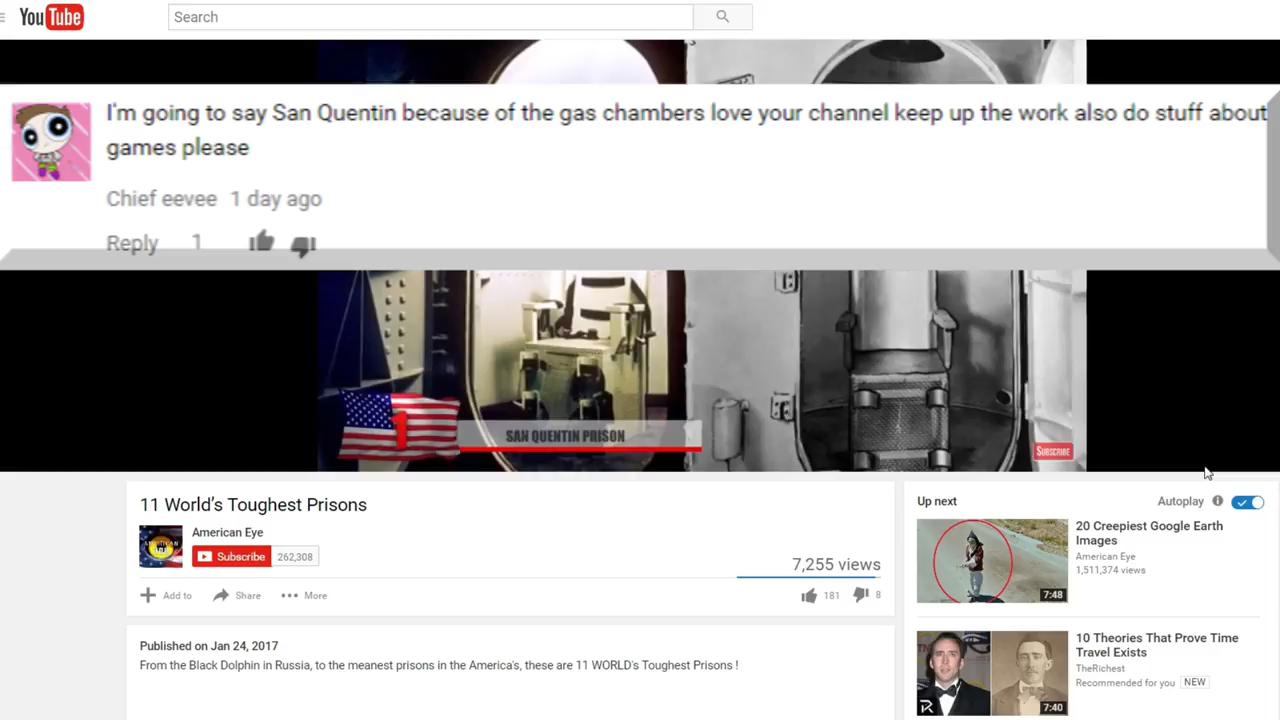 YouTube
Search
I'm going to say San Quentin because of the gas chambers love your channel keep up the work also do stuff about
games please
Chief eevee 1 day ago
Reply 1
1
SAN QUENTIN PRISON
SUBSCRIBE
11 World's Toughest Prisons
American Eye
Subscribe 262,308
7,255 views
Add to Share More
181 8
Published on Jan 24, 2017
From the Black Dolphin in Russia, to the meanest prisons in the America's, these are 11 WORLD's Toughest Prisons !
Up next
Autoplay
20 Creepiest Google Earth
Images
American Eye
1,511,374 views
7:48
10 Theories That Prove Time
Travel Exists
TheRichest
Recommended for you NEW
7:40